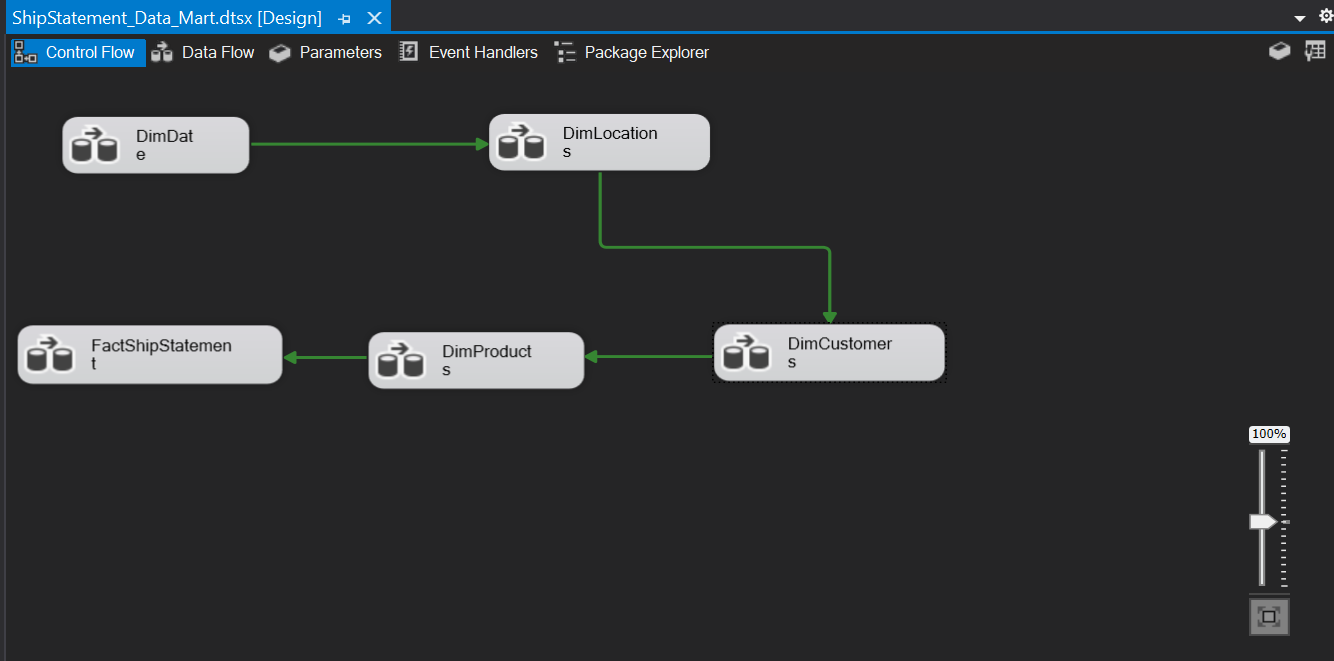 ShipStatement_Data_Mart.dtsx [Design]
Control Flow
Data Flow
Parameters
Event Handlers
Package Explorer
DimDat
e
DimLocation
s
FactShipStatemen
t
DimProduct
s
DimCustomer
s
100%